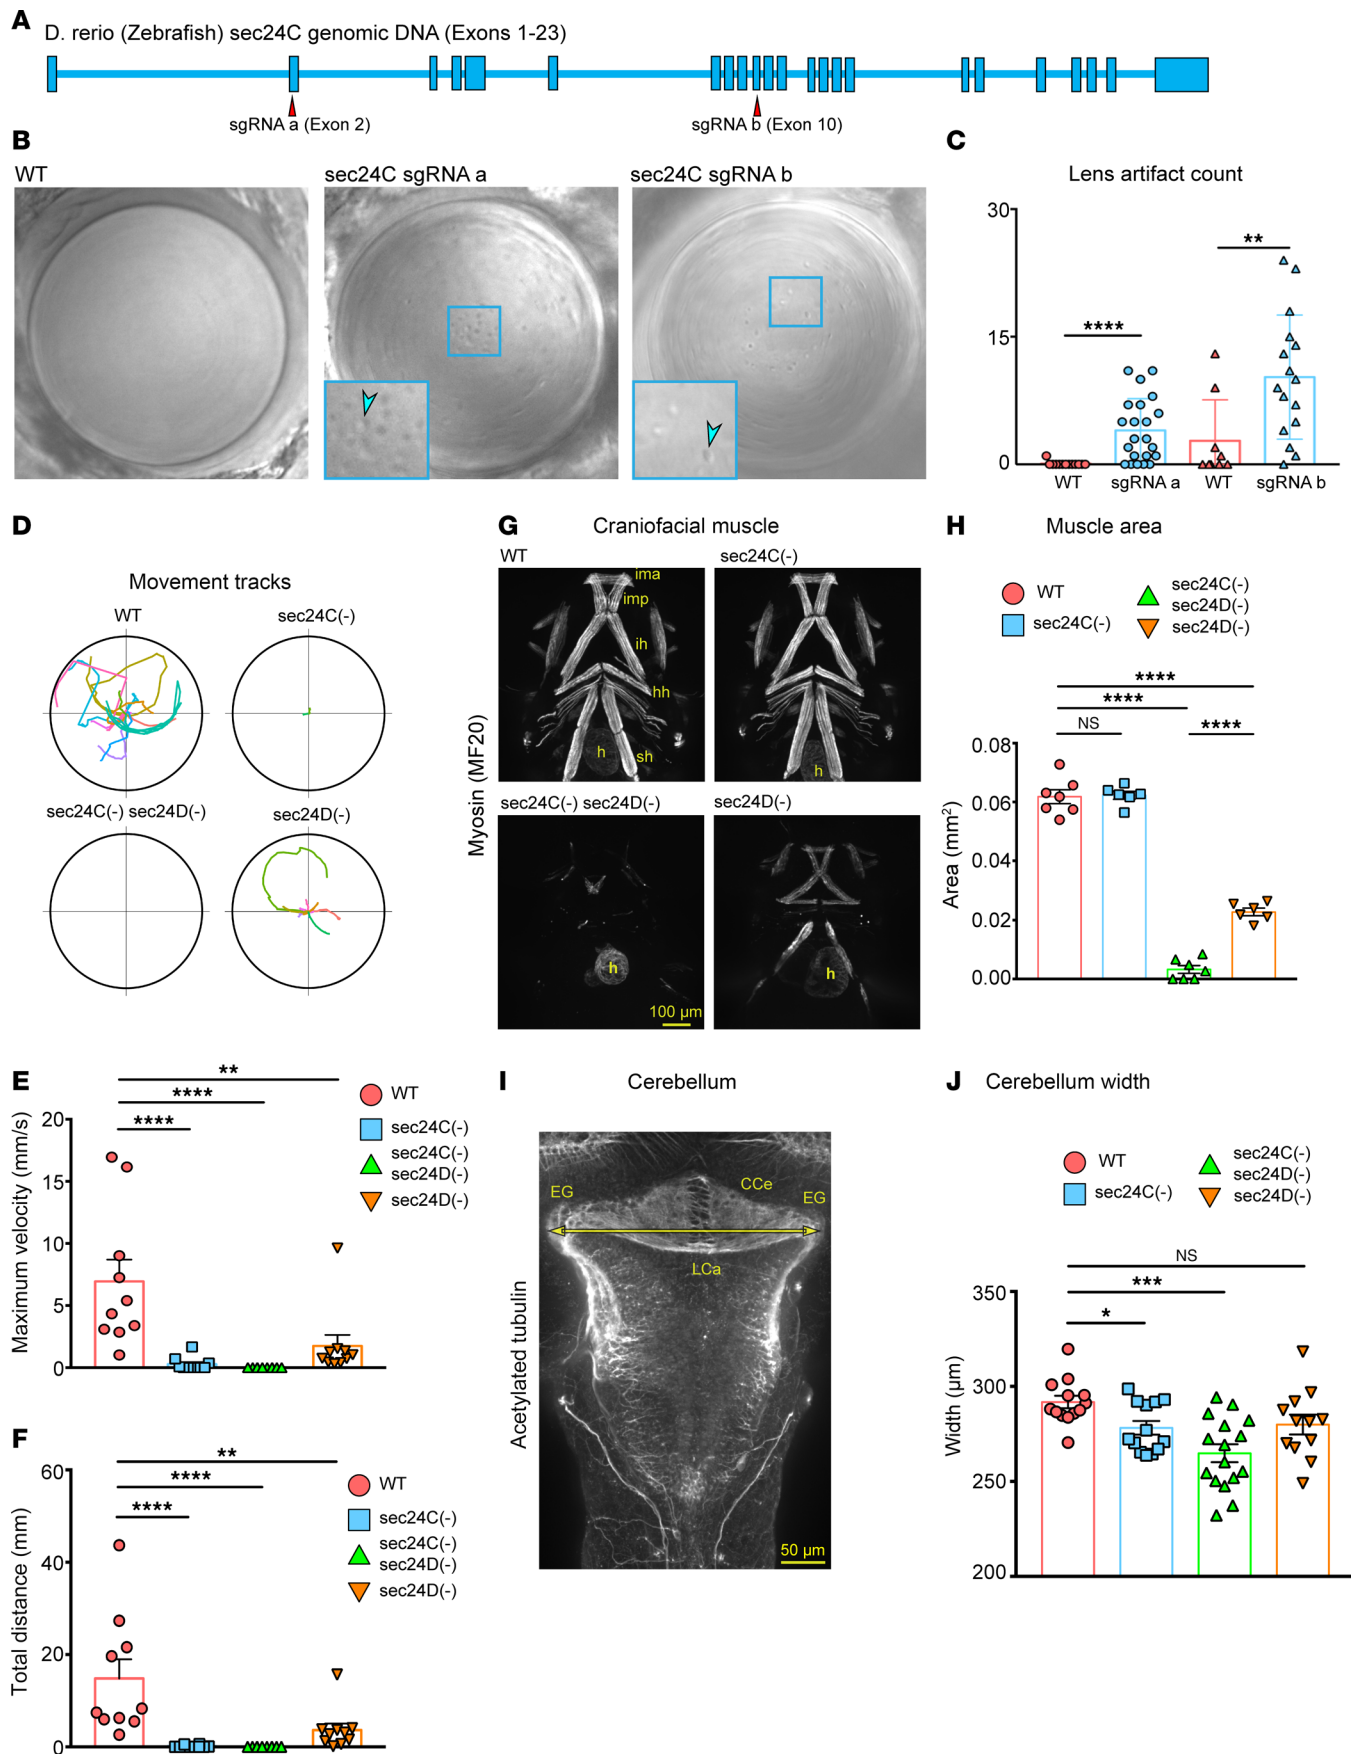 A
D. rerio (Zebrafish) sec24C genomic DNA (Exons 1-23)
sgRNA a (Exon 2)
sgRNA b (Exon 10)
B
WT
sec24C sgRNA a
sec24C sgRNA b
C
Lens artifact count
30
15
0
****
**
WT
sgRNA a
WT
sgRNA b
D
Movement tracks
WT
sec24C(-)
sec24C(-) sec24D(-)
sec24D(-)
G
Craniofacial muscle
WT
sec24C(-)
ima
imp
ih
hh
h
sh
h
Myosin (MF20)
sec24C(-) sec24D(-)
sec24D(-)
h
h
100 µm
H
Muscle area
WT
sec24C(-)
sec24C(-)
sec24D(-)
sec24D(-)
****
****
NS
****
Area (mm²)
0.08
0.06
0.04
0.02
0.00
E
**
****
****
WT
sec24C(-)
sec24C(-)
sec24D(-)
sec24D(-)
Maximum velocity (mm/s)
20
15
10
5
0
F
**
****
****
WT
sec24C(-)
sec24C(-)
sec24D(-)
sec24D(-)
Total distance (mm)
60
40
20
0
I
Cerebellum
EG
CCe
EG
LCa
Acetylated tubulin
50 µm
J
Cerebellum width
WT
sec24C(-)
sec24C(-)
sec24D(-)
sec24D(-)
NS
***
*
Width (µm)
350
300
250
200